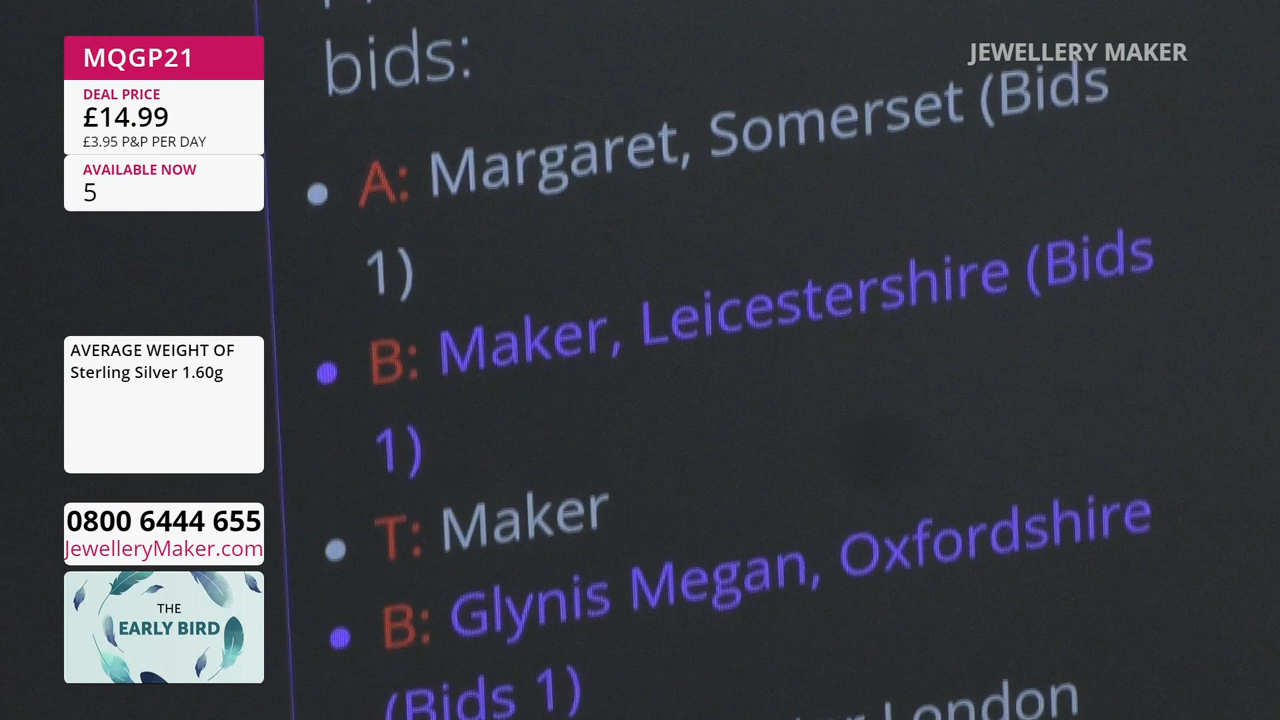 MQGP21
DEAL PRICE
£14.99
£3.95 P&P PER DAY
AVAILABLE NOW
5
AVERAGE WEIGHT OF
Sterling Silver 1.60g
0800 6444 655
JewelleryMaker.com
THE
EARLY BIRD
JEWELLERY MAKER
bids:
A: Margaret, Somerset (Bids
1)
B: Maker, Leicestershire (Bids
1)
T: Maker
B: Glynis Megan, Oxfordshire
(Bids 1)
London